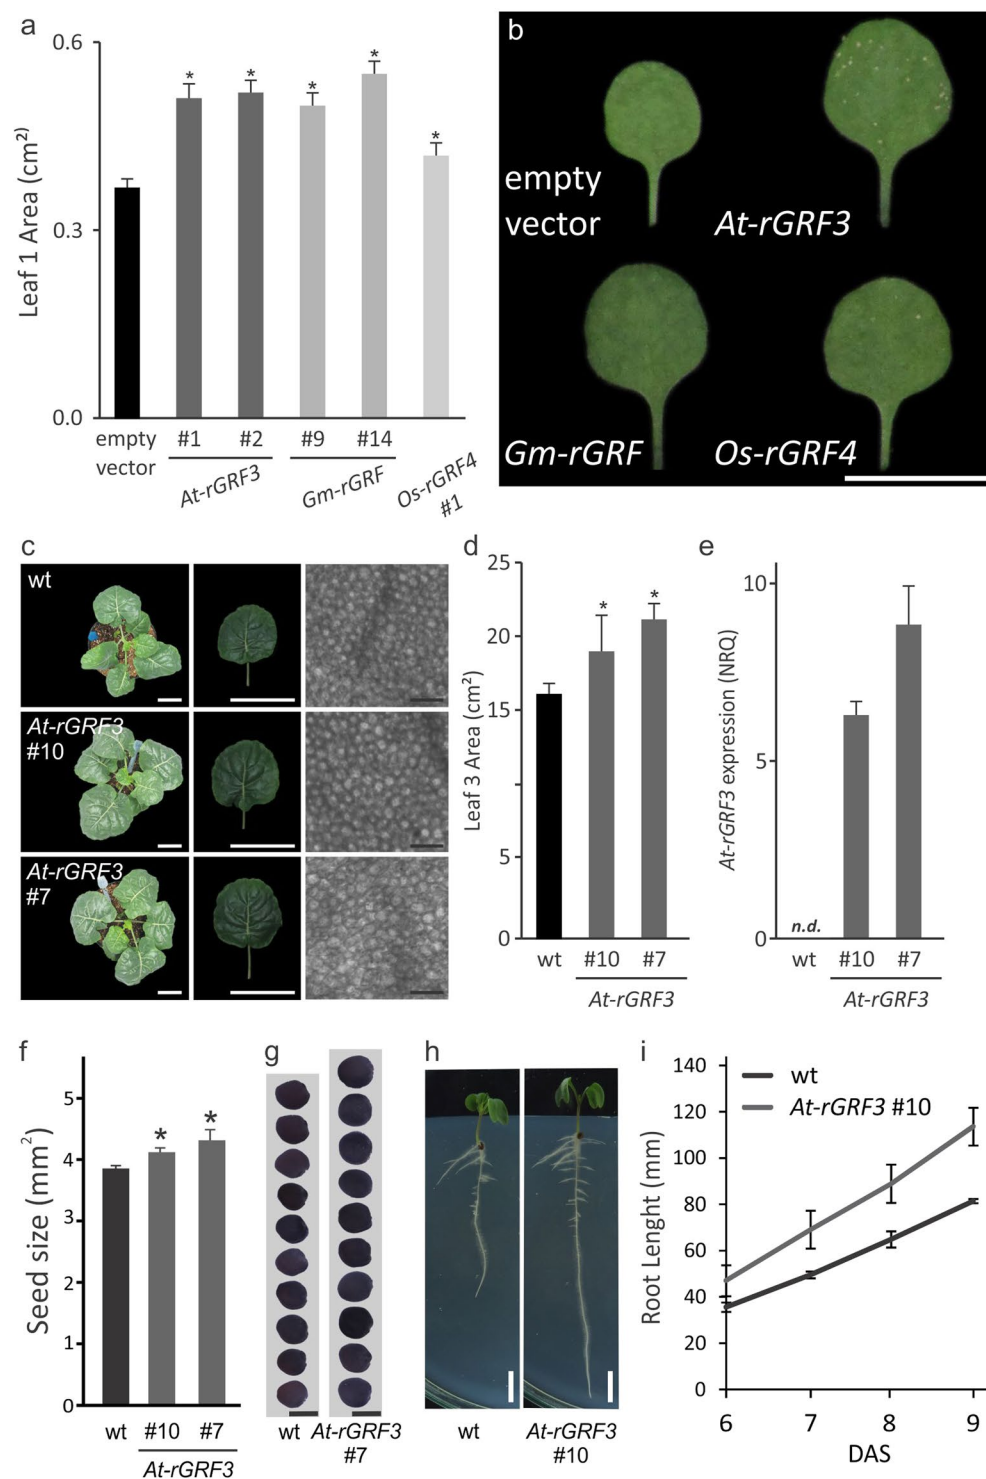 a
0.6
0.3
0.0
Leaf 1 Area (cm²)
* * * * *
empty
vector
#1 #2 #9 #14
At-rGRF3
Gm-rGRF
Os-rGRF4
#1
b
empty
vector
At-rGRF3
Gm-rGRF
Os-rGRF4
c
wt
At-rGRF3
#10
At-rGRF3
#7
d
25
20
15
5
0
Leaf 3 Area (cm²)
* *
wt #10 #7
At-rGRF3
e
10
5
0
At-rGRF3 expression (NRQ)
n.d.
wt #10 #7
At-rGRF3
f
5
4
3
2
1
0
Seed size (mm²)
* *
wt #10 #7
At-rGRF3
g
wt At-rGRF3
#7
h
wt At-rGRF3
#10
i
140
120
100
80
60
40
20
0
Root Lenght (mm)
wt
At-rGRF3 #10
6 7 8 9
DAS